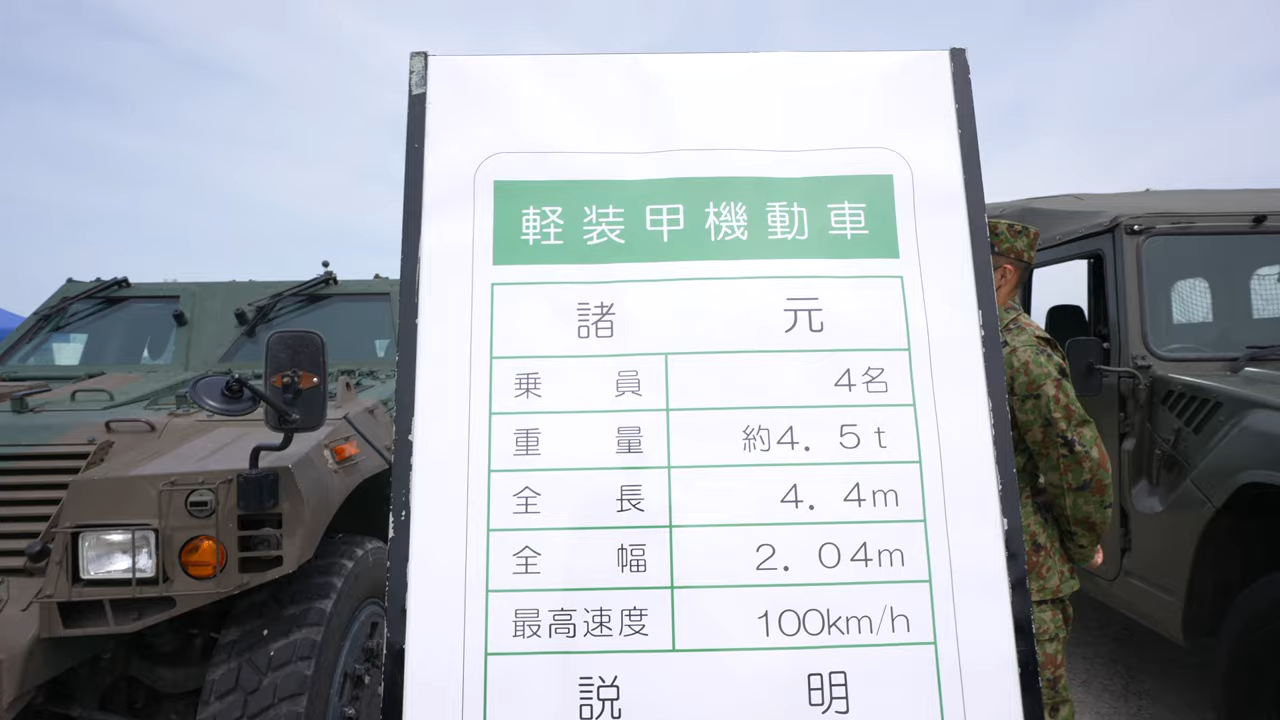 軽装甲機動車
諸元
乗員 4名
重量 約4．5t
全長 4．4m
全幅 2．04m
最高速度 100km/h
説明